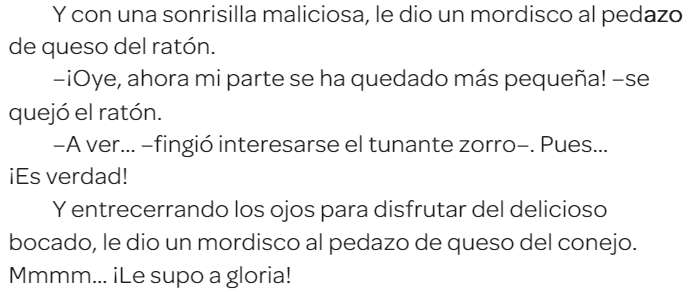 Y con una sonrisilla maliciosa, le dio un mordisco al pedazo
de queso del ratón.
–¡Oye, ahora mi parte se ha quedado más pequeña! –se
quejó el ratón.
–A ver... –fingió interesarse el tunante zorro–. Pues...
¡Es verdad!
Y entrecerrando los ojos para disfrutar del delicioso
bocado, le dio un mordisco al pedazo de queso del conejo.
Mmmm... ¡Le supo a gloria!